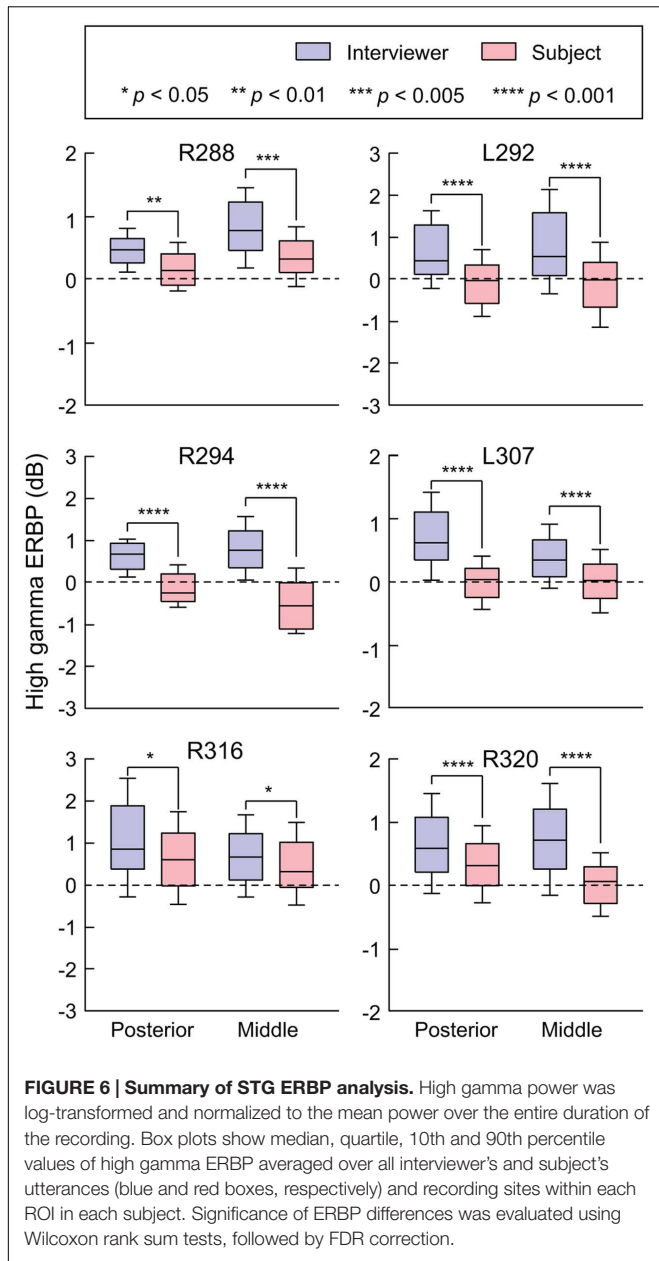 Interviewer Subject
* p < 0.05 ** p < 0.01 *** p < 0.005 **** p < 0.001
High gamma ERBP (dB)
R288
2
1
0
-1
-2
** ***
L292
3
2
1
0
-1
-2
-3
**** ****
R294
3
2
1
0
-1
-2
-3
**** ****
L307
2
1
0
-1
-2
**** ****
R316
3
2
1
0
-1
-2
-3
* *
Posterior Middle
R320
2
1
0
-1
-2
**** ****
Posterior Middle
FIGURE 6 | Summary of STG ERBP analysis. High gamma power was
log-transformed and normalized to the mean power over the entire duration of
the recording. Box plots show median, quartile, 10th and 90th percentile
values of high gamma ERBP averaged over all interviewer's and subject's
utterances (blue and red boxes, respectively) and recording sites within each
ROI in each subject. Significance of ERBP differences was evaluated using
Wilcoxon rank sum tests, followed by FDR correction.